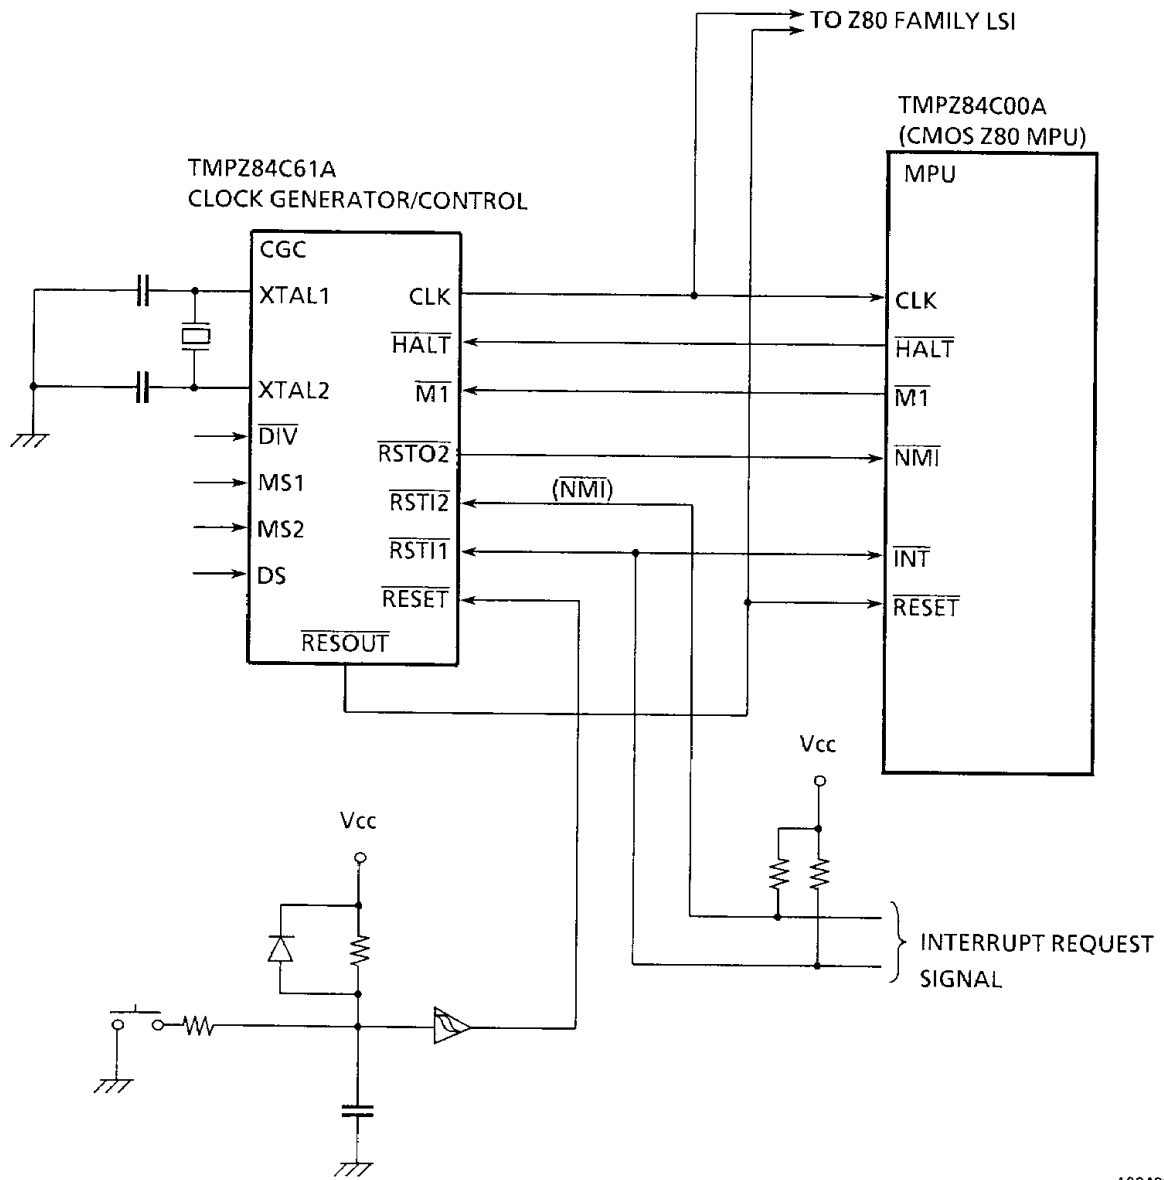 TO Z80 FAMILY LSI
TMPZ84C00A
(CMOS Z80 MPU)
MPU
CLK
HALT
M1
NMI
INT
RESET
TMPZ84C61A
CLOCK GENERATOR/CONTROL
CGC
XTAL1
XTAL2
DIV
MS1
MS2
DS
CLK
HALT
M1
RSTO2
RSTI2
RSTI1
RESET
RESOUT
(NMI)
Vcc
Vcc
INTERRUPT REQUEST
SIGNAL